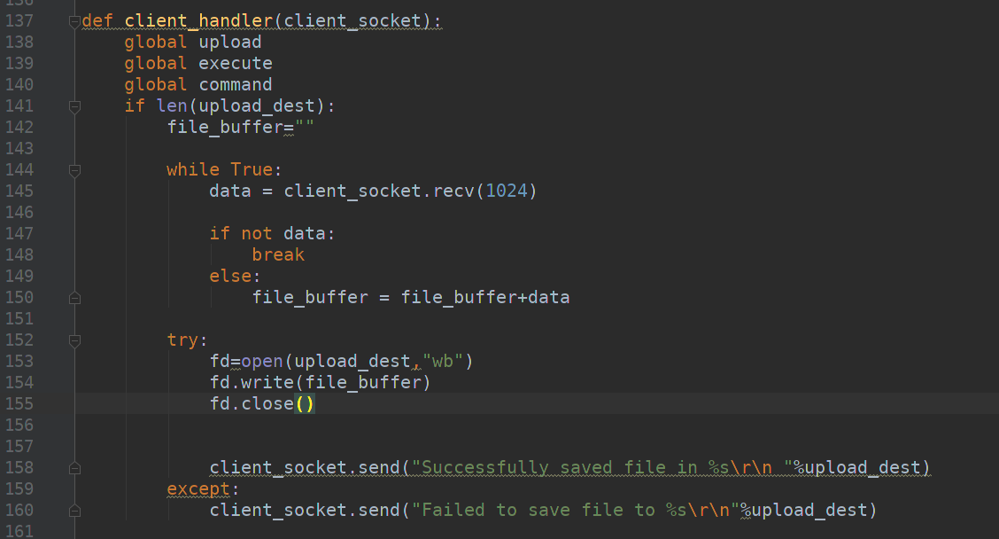 137 def client_handler(client_socket):
138 global upload
139 global execute
140 global command
141 if len(upload_dest):
142 file_buffer=""
143
144 while True:
145 data = client_socket.recv(1024)
146
147 if not data:
148 break
149 else:
150 file_buffer = file_buffer+data
151
152 try:
153 fd=open(upload_dest,"wb")
154 fd.write(file_buffer)
155 fd.close()
156
157
158 client_socket.send("Successfully saved file in %s\r\n "%upload_dest)
159 except:
160 client_socket.send("Failed to save file to %s\r\n"%upload_dest)
161